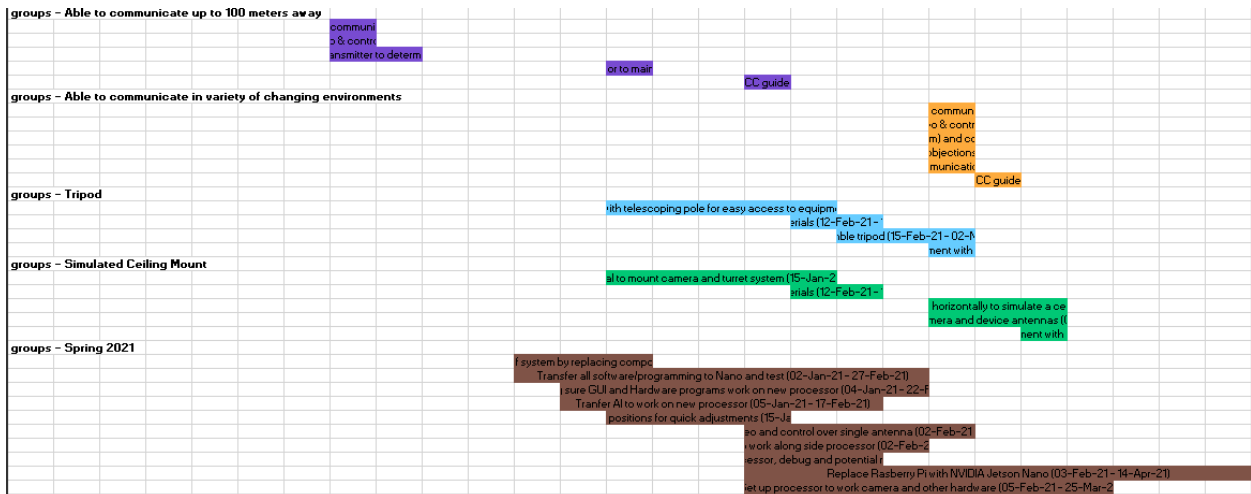 groups - Able to communicate up to 100 meters away
communi
o & contro
ansmitter to determ
or to mair
CC guide
groups - Able to communicate in variety of changing environments
commun
-o & contr
m) and co
objections
munication
CC guide
groups - Tripod
ith telescoping pole for easy access to equipm
erials (12-Feb-21 -
ble tripod (15-Feb-21 - 02-M
ment with
groups - Simulated Ceiling Mount
al to mount camera and turret system (15-Jan-2
erials (12-Feb-21 -
horizontally to simulate a ce
mera and device antennas ((
ment with
groups - Spring 2021
f system by replacing compo
Transfer all software/programming to Nano and test (02-Jan-21 - 27-Feb-21)
sure GUI and Hardware programs work on new processor (04-Jan-21 - 22-F
Tranfer AI to work on new processor (05-Jan-21 - 17-Feb-21)
positions for quick adjustments (15-Ja
eo and control over single antenna (02-Feb-21
work along side processor (02-Feb-2
essor, debug and potential r
Replace Rasberry Pi with NVIDIA Jetson Nano (03-Feb-21 - 14-Apr-21)
Set up processor to work camera and other hardware (05-Feb-21 - 25-Mar-2